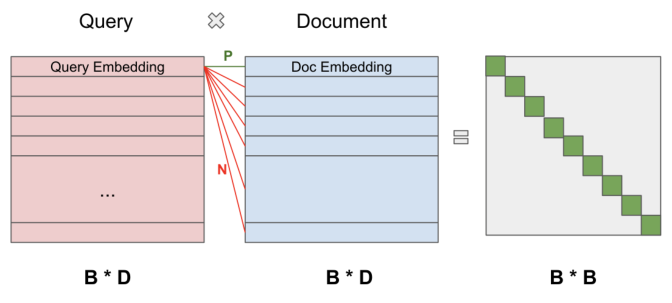 Query
Document
P
Query Embedding
Doc Embedding
N
...
B * D
B * D
B * B